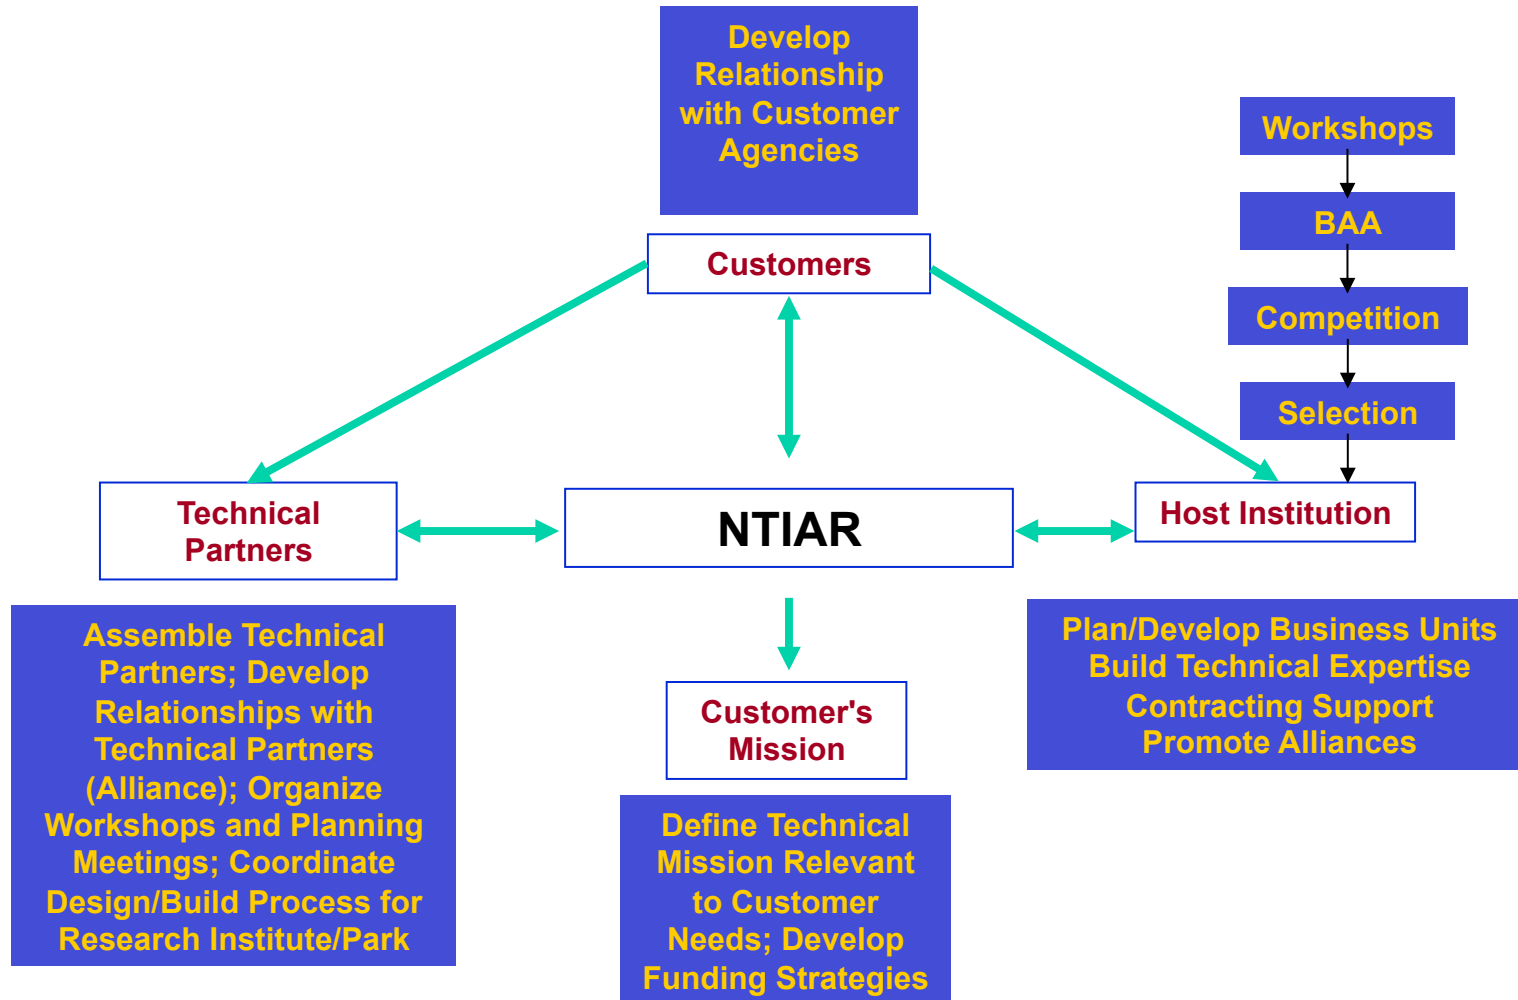 Develop
Relationship
with Customer
Agencies
Workshops
BAA
Competition
Selection
Customers
Technical
Partners
NTIAR
Host Institution
Assemble Technical
Partners; Develop
Relationships with
Technical Partners
(Alliance); Organize
Workshops and Planning
Meetings; Coordinate
Design/Build Process for
Research Institute/Park
Customer's
Mission
Define Technical
Mission Relevant
to Customer
Needs; Develop
Funding Strategies
Plan/Develop Business Units
Build Technical Expertise
Contracting Support
Promote Alliances